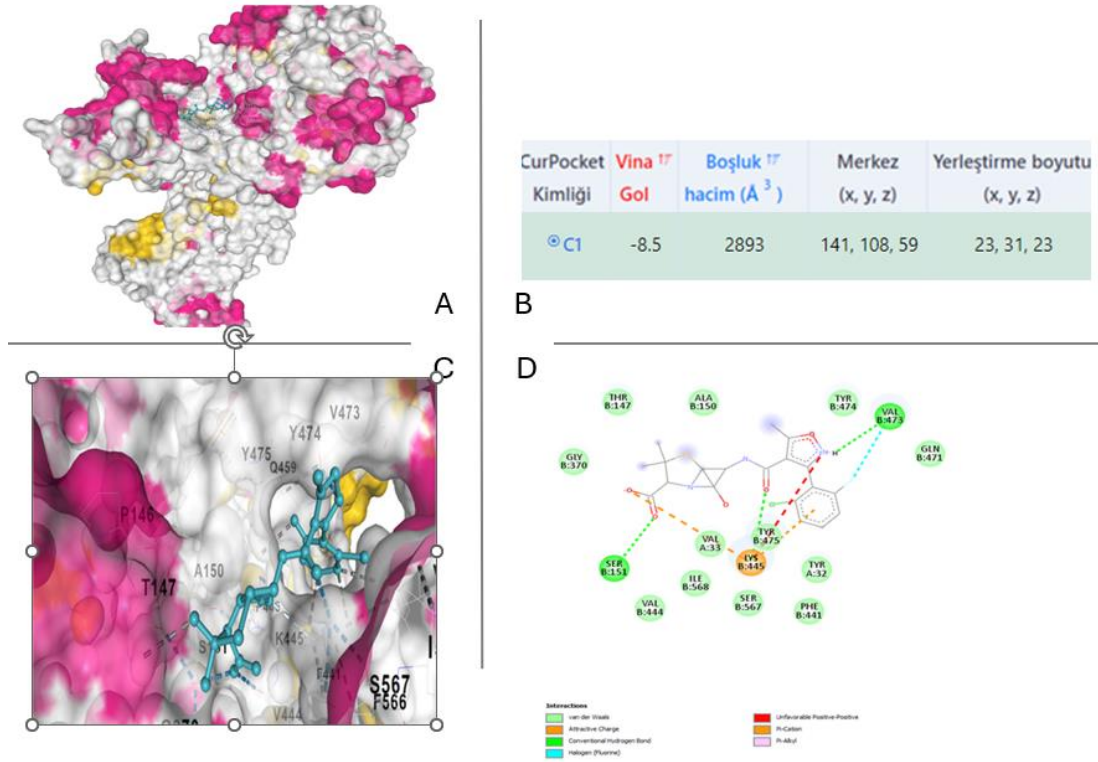 A
B
CurPocket Kimliği
Vina Gol
Boşluk hacim (Å 3 )
Merkez (x, y, z)
Yerleştirme boyutu (x, y, z)
C1
-8.5
2893
141, 108, 59
23, 31, 23
C
V473
Y474
Y475
Q459
P146
A150
T147
K445
S567
F566
V444
D
THR B:147
ALA B:150
TYR B:474
VAL B:473
GLY B:370
GLN B:471
VAL A:33
TYR B:475
LYS B:445
TYR A:32
SER B:151
ILE B:568
VAL B:444
SER B:567
PHE B:441
Interactions
van der Waals
Attractive Charge
Conventional Hydrogen Bond
Halogen (Fluorine)
Unfavorable Positive-Positive
Pi-Cation
Pi-Alkyl